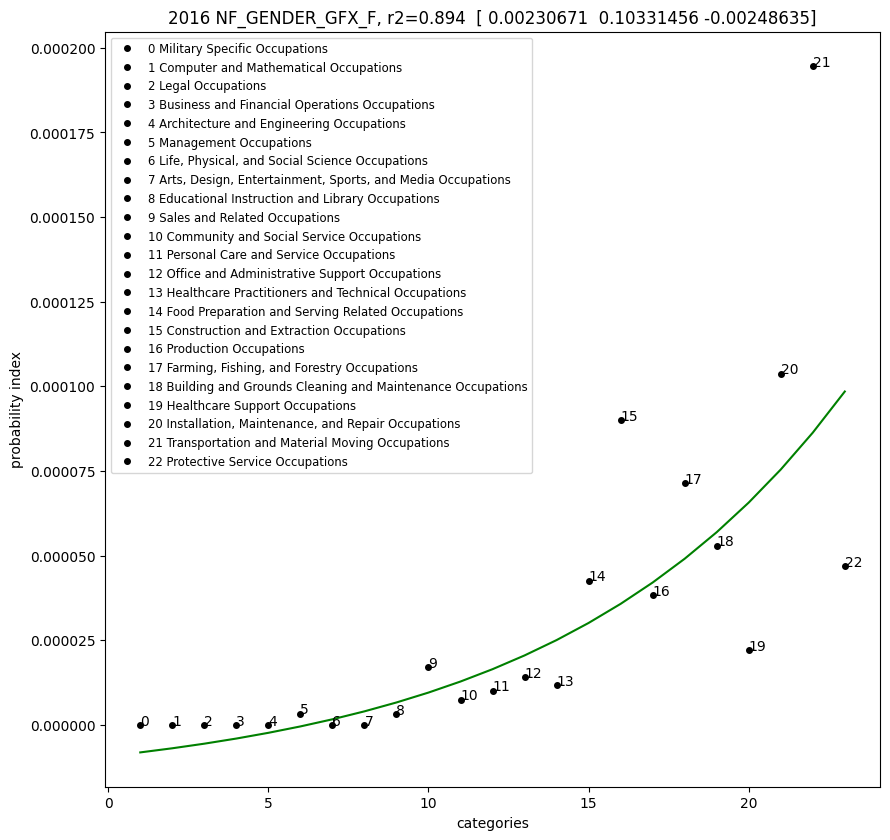 2016 NF_GENDER_GFX_F, r2=0.894 [ 0.00230671 0.10331456 -0.00248635]
0 Military Specific Occupations
1 Computer and Mathematical Occupations
2 Legal Occupations
3 Business and Financial Operations Occupations
4 Architecture and Engineering Occupations
5 Management Occupations
6 Life, Physical, and Social Science Occupations
7 Arts, Design, Entertainment, Sports, and Media Occupations
8 Educational Instruction and Library Occupations
9 Sales and Related Occupations
10 Community and Social Service Occupations
11 Personal Care and Service Occupations
12 Office and Administrative Support Occupations
13 Healthcare Practitioners and Technical Occupations
14 Food Preparation and Serving Related Occupations
15 Construction and Extraction Occupations
16 Production Occupations
17 Farming, Fishing, and Forestry Occupations
18 Building and Grounds Cleaning and Maintenance Occupations
19 Healthcare Support Occupations
20 Installation, Maintenance, and Repair Occupations
21 Transportation and Material Moving Occupations
22 Protective Service Occupations
probability index
0.000200
0.000175
0.000150
0.000125
0.000100
0.000075
0.000050
0.000025
0.000000
0
1
2
3
4
5
6
7
8
9
10
11
12
13
14
15
16
17
18
19
20
21
22
0
5
10
15
20
categories